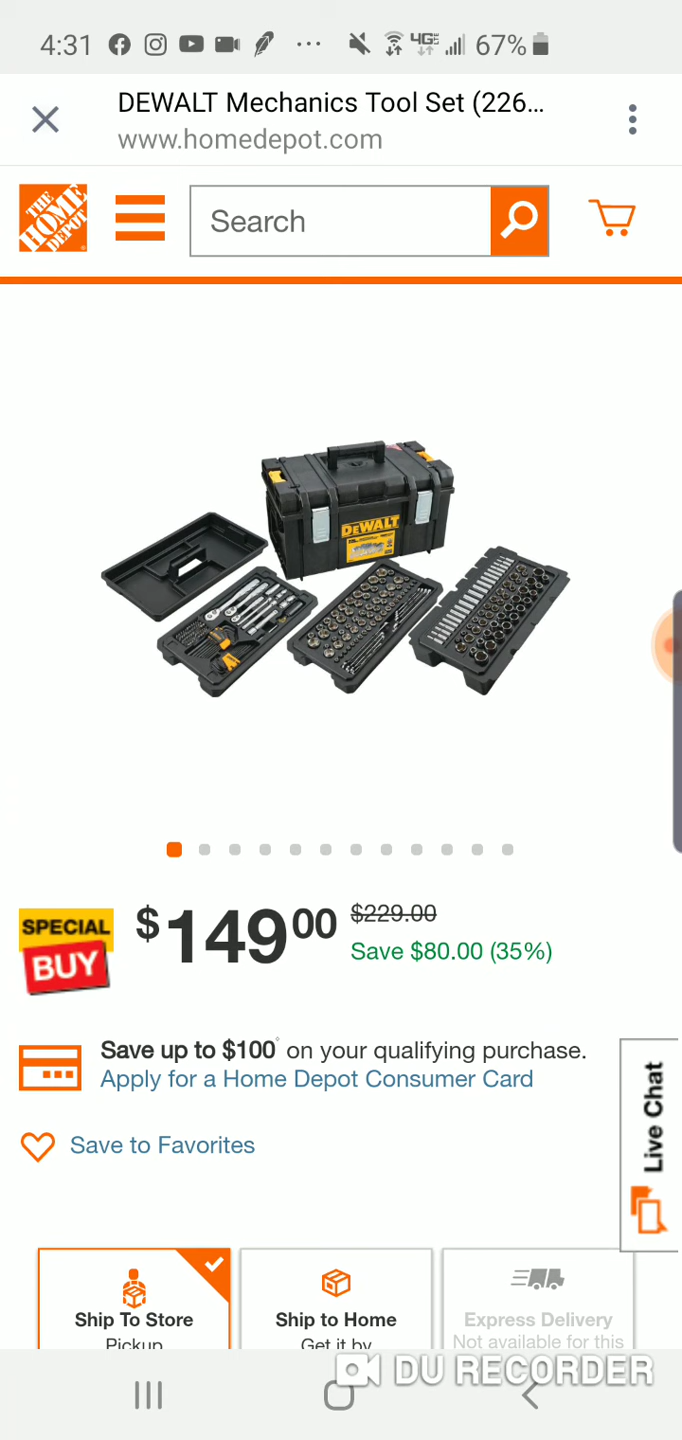 4:31 4GE 67%
DEWALT Mechanics Tool Set (226...
www.homedepot.com
THE HOME DEPOT
Search
DEWALT
SPECIAL BUY
$149.00
$229.00
Save $80.00 (35%)
Save up to $100° on your qualifying purchase.
Apply for a Home Depot Consumer Card
Live Chat
Save to Favorites
Ship To Store
Pickup
Ship to Home
Get it by
Express Delivery
Not available for this
DU RECORDER